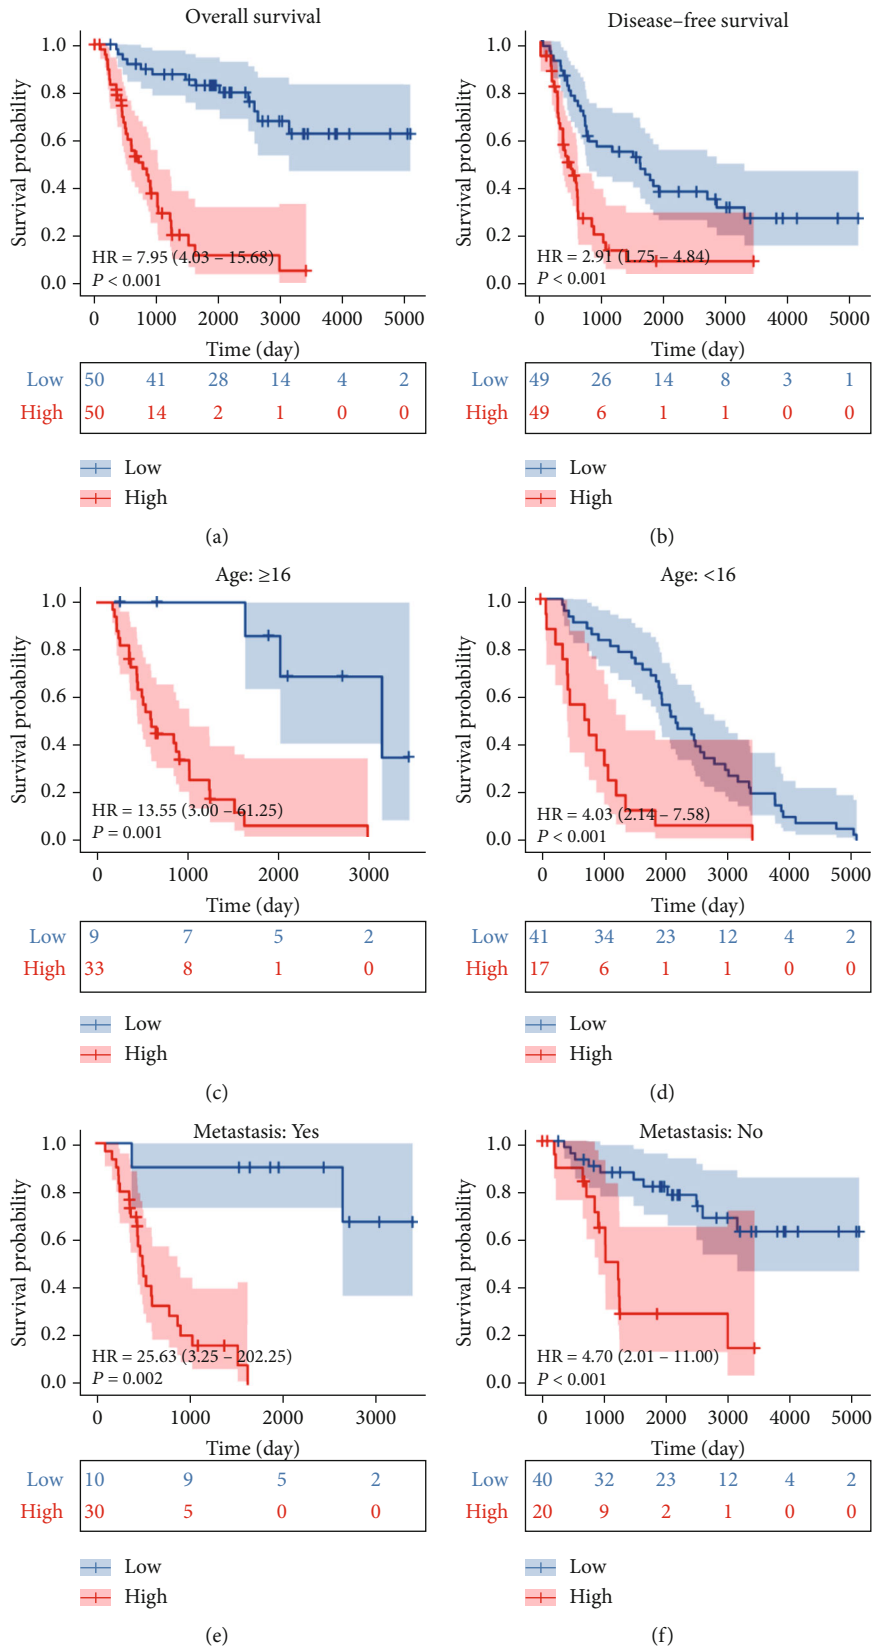 Overall survival
Survival probability
1.0
0.8
0.6
0.4
0.2
0.0
HR = 7.95 (4.03 – 15.68)
P < 0.001
0 1000 2000 3000 4000 5000
Time (day)
Low 50 41 28 14 4 2
High 50 14 2 1 0 0
Low
High
(a)
Disease–free survival
Survival probability
1.0
0.8
0.6
0.4
0.2
0.0
HR = 2.91 (1.75 – 4.84)
P < 0.001
0 1000 2000 3000 4000 5000
Time (day)
Low 49 26 14 8 3 1
High 49 6 1 1 0 0
Low
High
(b)
Age: ≥16
Survival probability
1.0
0.8
0.6
0.4
0.2
0.0
HR = 13.55 (3.00 – 61.25)
P = 0.001
0 1000 2000 3000
Time (day)
Low 9 7 5 2
High 33 8 1 0
Low
High
(c)
Age: <16
Survival probability
1.0
0.8
0.6
0.4
0.2
0.0
HR = 4.03 (2.14 – 7.58)
P < 0.001
0 1000 2000 3000 4000 5000
Time (day)
Low 41 34 23 12 4 2
High 17 6 1 1 0 0
Low
High
(d)
Metastasis: Yes
Survival probability
1.0
0.8
0.6
0.4
0.2
0.0
HR = 25.63 (3.25 – 202.25)
P = 0.002
0 1000 2000 3000
Time (day)
Low 10 9 5 2
High 30 5 0 0
Low
High
(e)
Metastasis: No
Survival probability
1.0
0.8
0.6
0.4
0.2
0.0
HR = 4.70 (2.01 – 11.00)
P < 0.001
0 1000 2000 3000 4000 5000
Time (day)
Low 40 32 23 12 4 2
High 20 9 2 1 0 0
Low
High
(f)